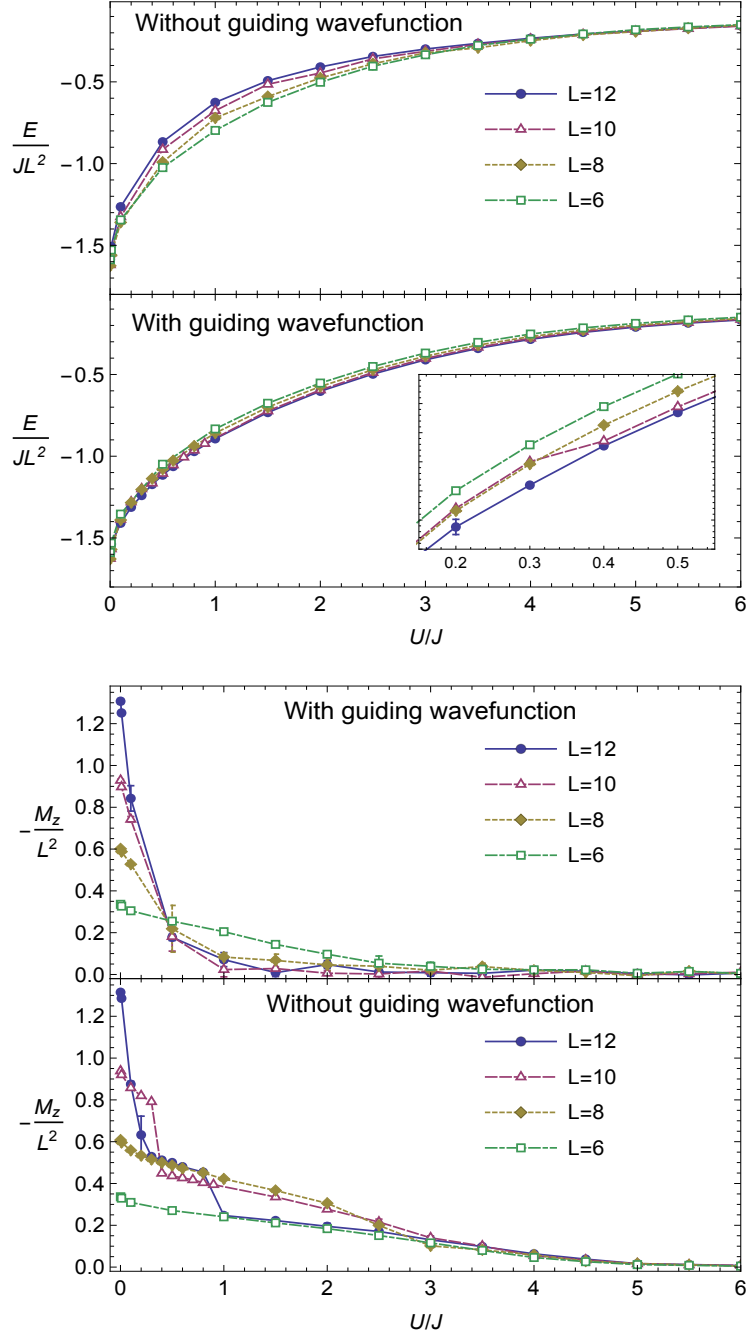 Without guiding wavefunction
−0.5
L=12
E
JL²
−1.0
L=10
L=8
L=6
−1.5
With guiding wavefunction
−0.5
E
JL²
−1.0
−1.5
0.2 0.3 0.4 0.5
0 1 2 3 4 5 6
U/J
With guiding wavefunction
1.2
L=12
1.0
L=10
0.8
−M_z
L²
L=8
0.6
L=6
0.4
0.2
0.0
Without guiding wavefunction
1.2
L=12
1.0
L=10
0.8
−M_z
L²
L=8
0.6
L=6
0.4
0.2
0.0
0 1 2 3 4 5 6
U/J